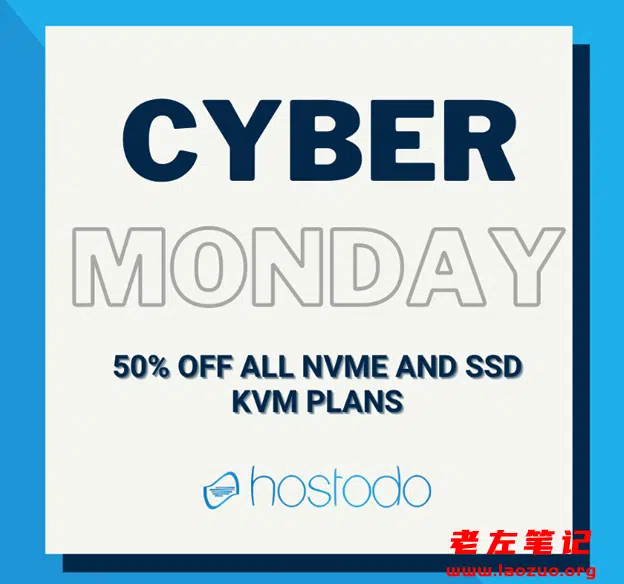 CYBER
MONDAY
50% OFF ALL NVME AND SSD
KVM PLANS
hostodo
老左笔记
www.laozuo.org